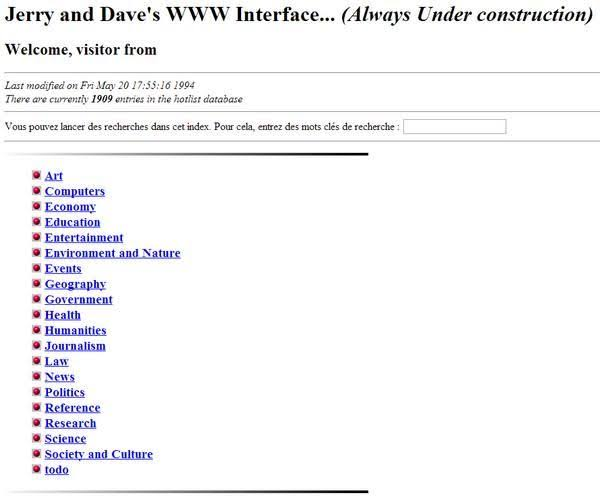 Jerry and Dave's WWW Interface... (Always Under construction)
Welcome, visitor from
Last modified on Fri May 20 17:55:16 1994
There are currently 1909 entries in the hotlist database
Vous pouvez lancer des recherches dans cet index. Pour cela, entrez des mots clés de recherche :
Art
Computers
Economy
Education
Entertainment
Environment and Nature
Events
Geography
Government
Health
Humanities
Journalism
Law
News
Politics
Reference
Research
Science
Society and Culture
todo